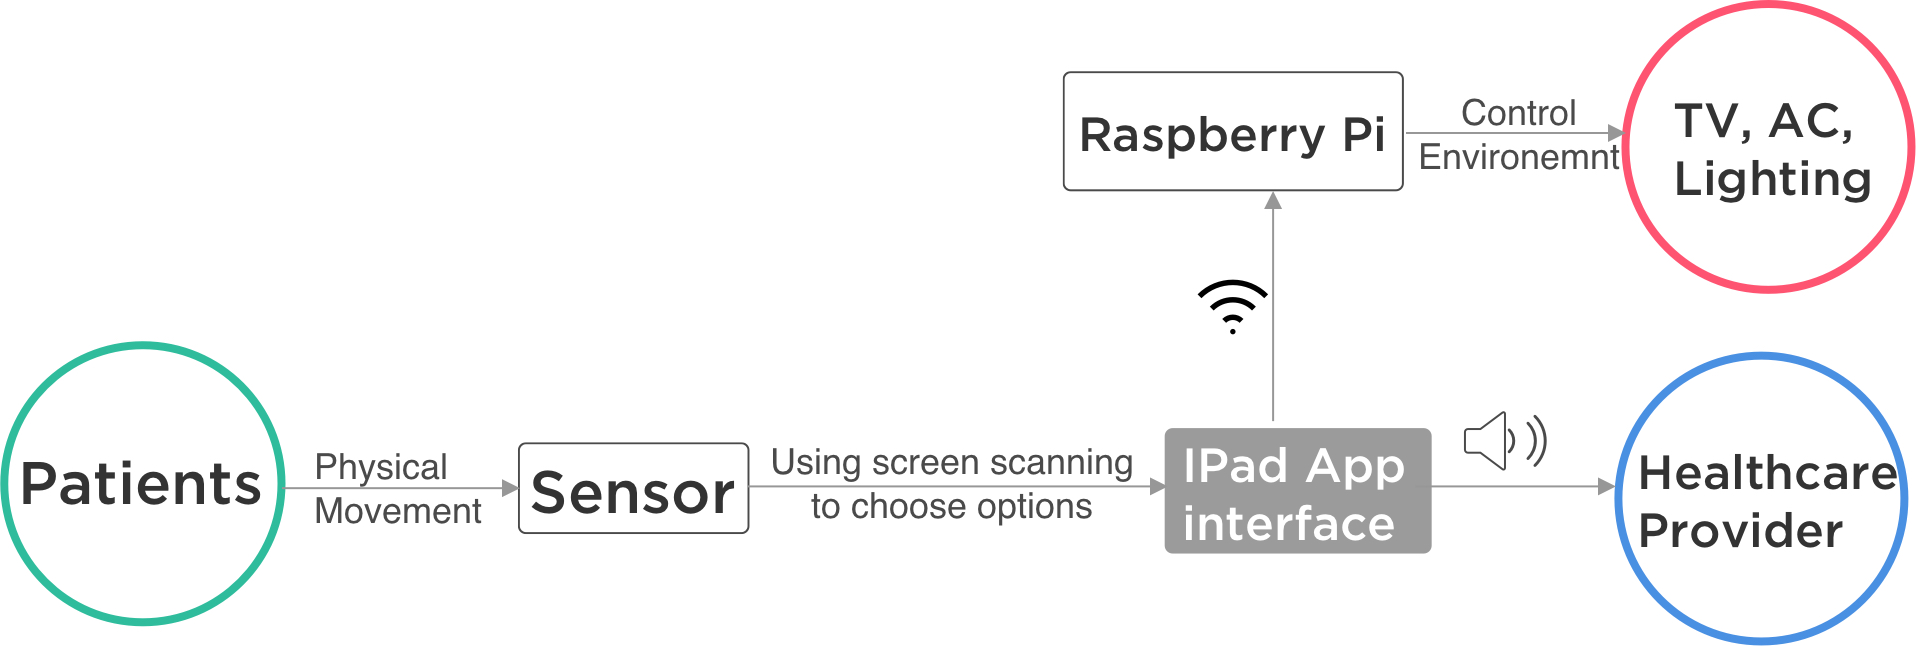 Raspberry Pi
Control
Environemnt
TV, AC,
Lighting
Patients
Physical
Movement
Sensor
Using screen scanning
to choose options
IPad App
interface
Healthcare
Provider